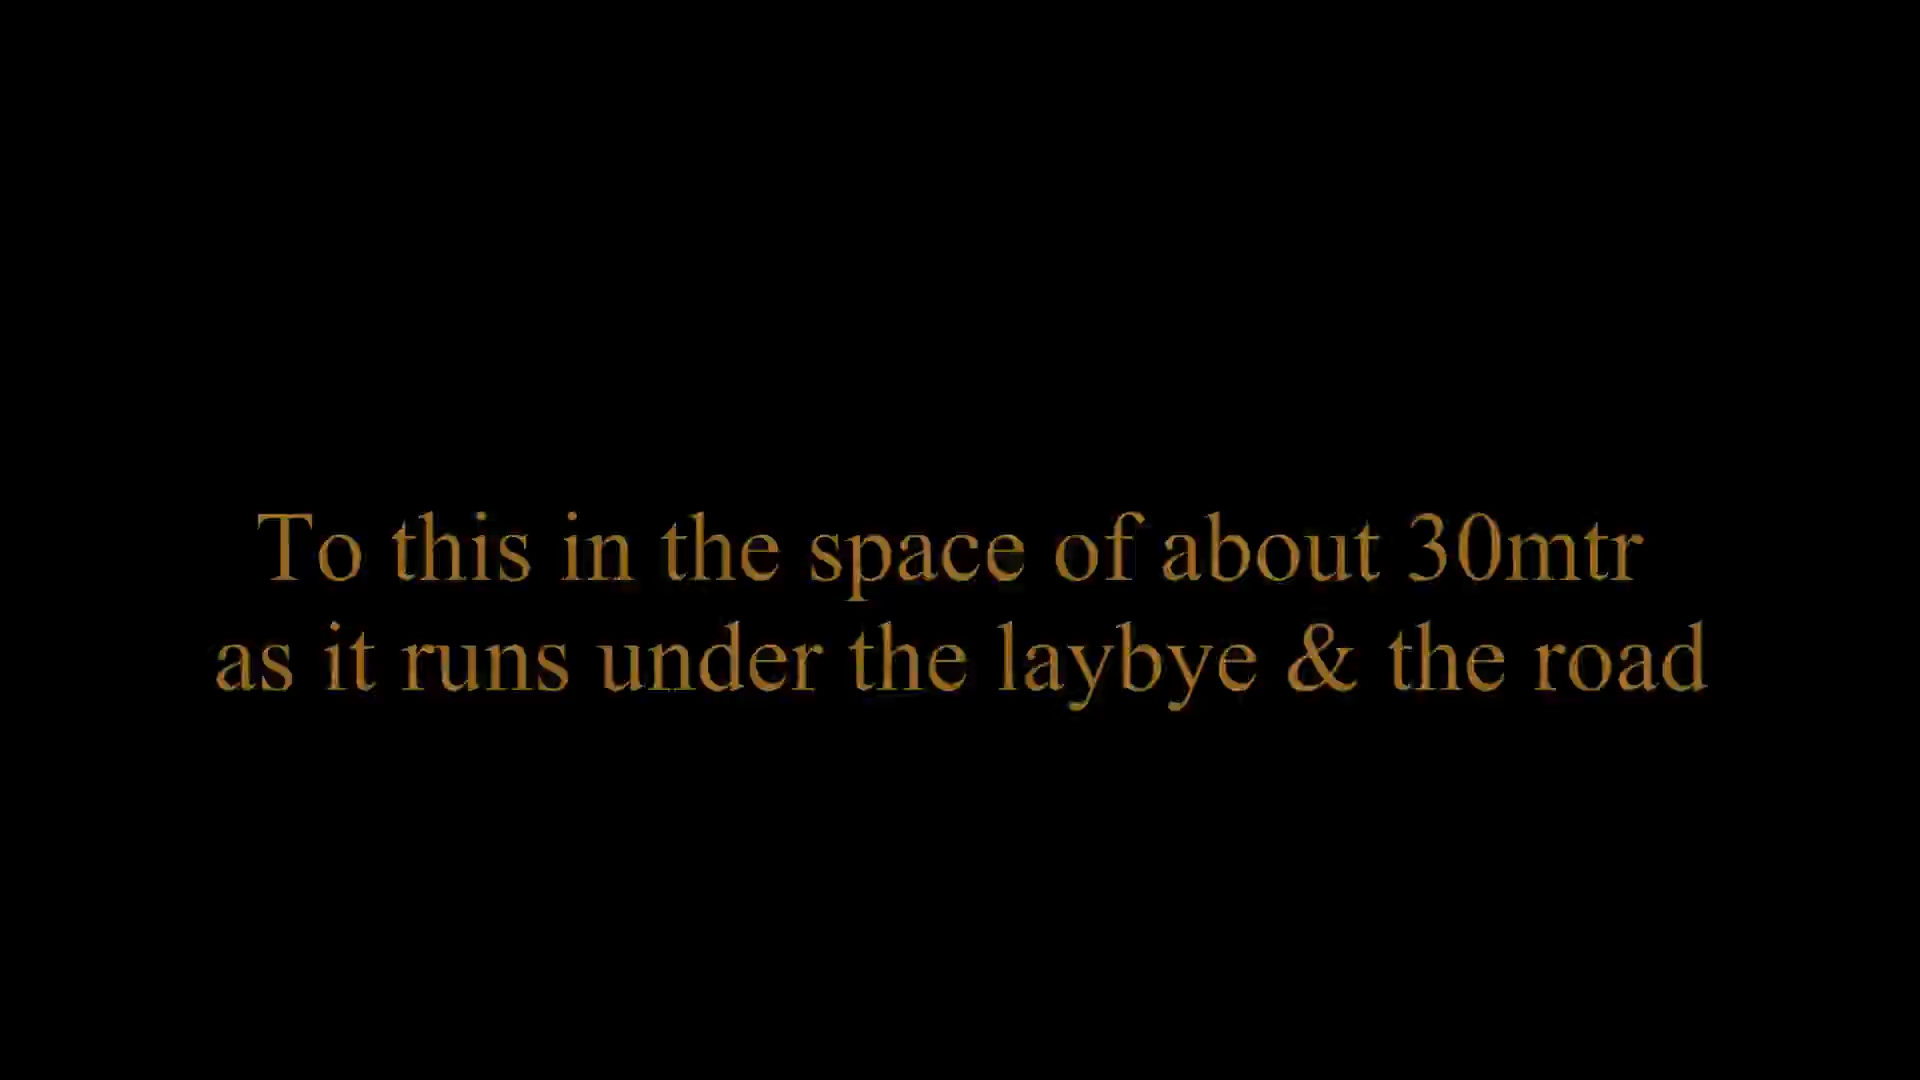 To this in the space of about 30mtr
as it runs under the laybye & the road